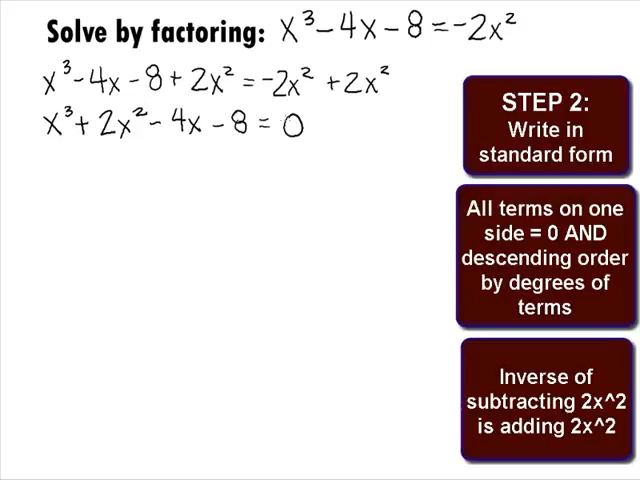 Solve by factoring: x³ – 4x – 8 = –2x²
x³ – 4x – 8 + 2x² = –2x² + 2x²
x³ + 2x² – 4x – 8 = 0
STEP 2:
Write in
standard form
All terms on one
side = 0 AND
descending order
by degrees of
terms
Inverse of
subtracting 2x^2
is adding 2x^2